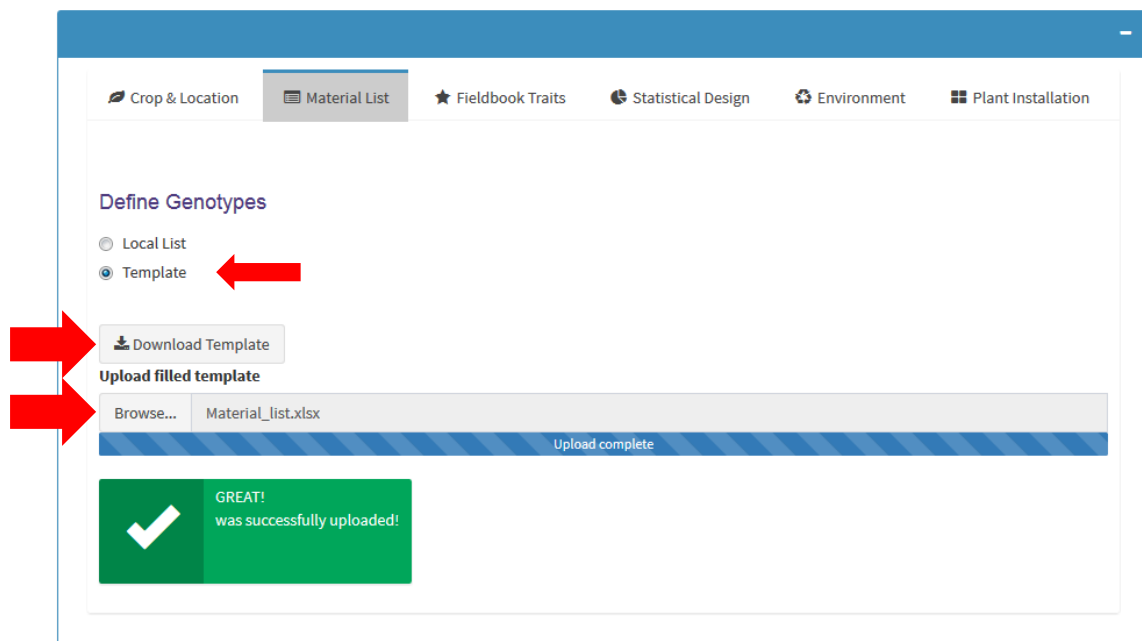 Crop & Location Material List Fieldbook Traits Statistical Design Environment Plant Installation
Define Genotypes
Local List
Template
Download Template
Upload filled template
Browse... Material_list.xlsx
Upload complete
GREAT!
was successfully uploaded!